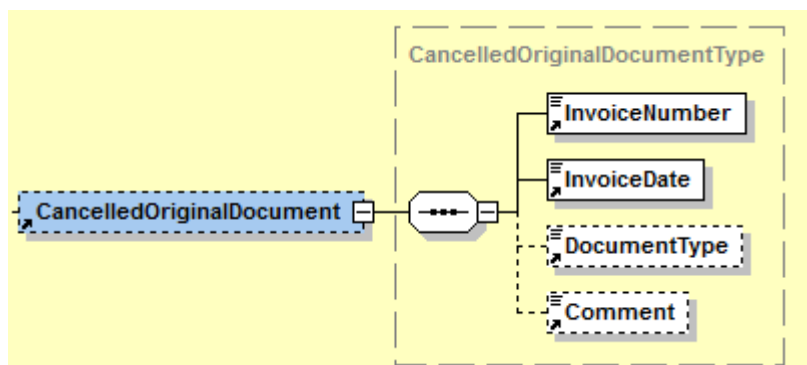 CancelledOriginalDocumentType
InvoiceNumber
InvoiceDate
CancelledOriginalDocument
DocumentType
Comment